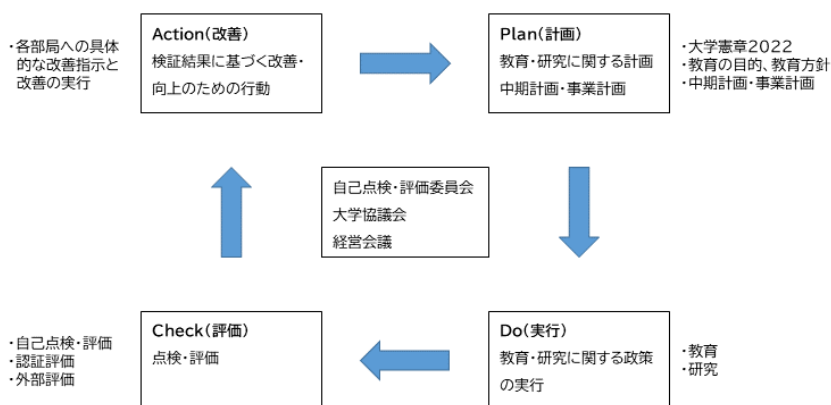 ・各部局への具体
的な改善指示と
改善の実行
Action(改善)
検証結果に基づく改善・
向上のための行動
Plan(計画)
教育・研究に関する計画
中期計画・事業計画
・大学憲章2022
・教育の目的、教育方針
・中期計画・事業計画
自己点検・評価委員会
大学協議会
経営会議
・自己点検・評価
・認証評価
・外部評価
Check(評価)
点検・評価
Do(実行)
教育・研究に関する政策
の実行
・教育
・研究